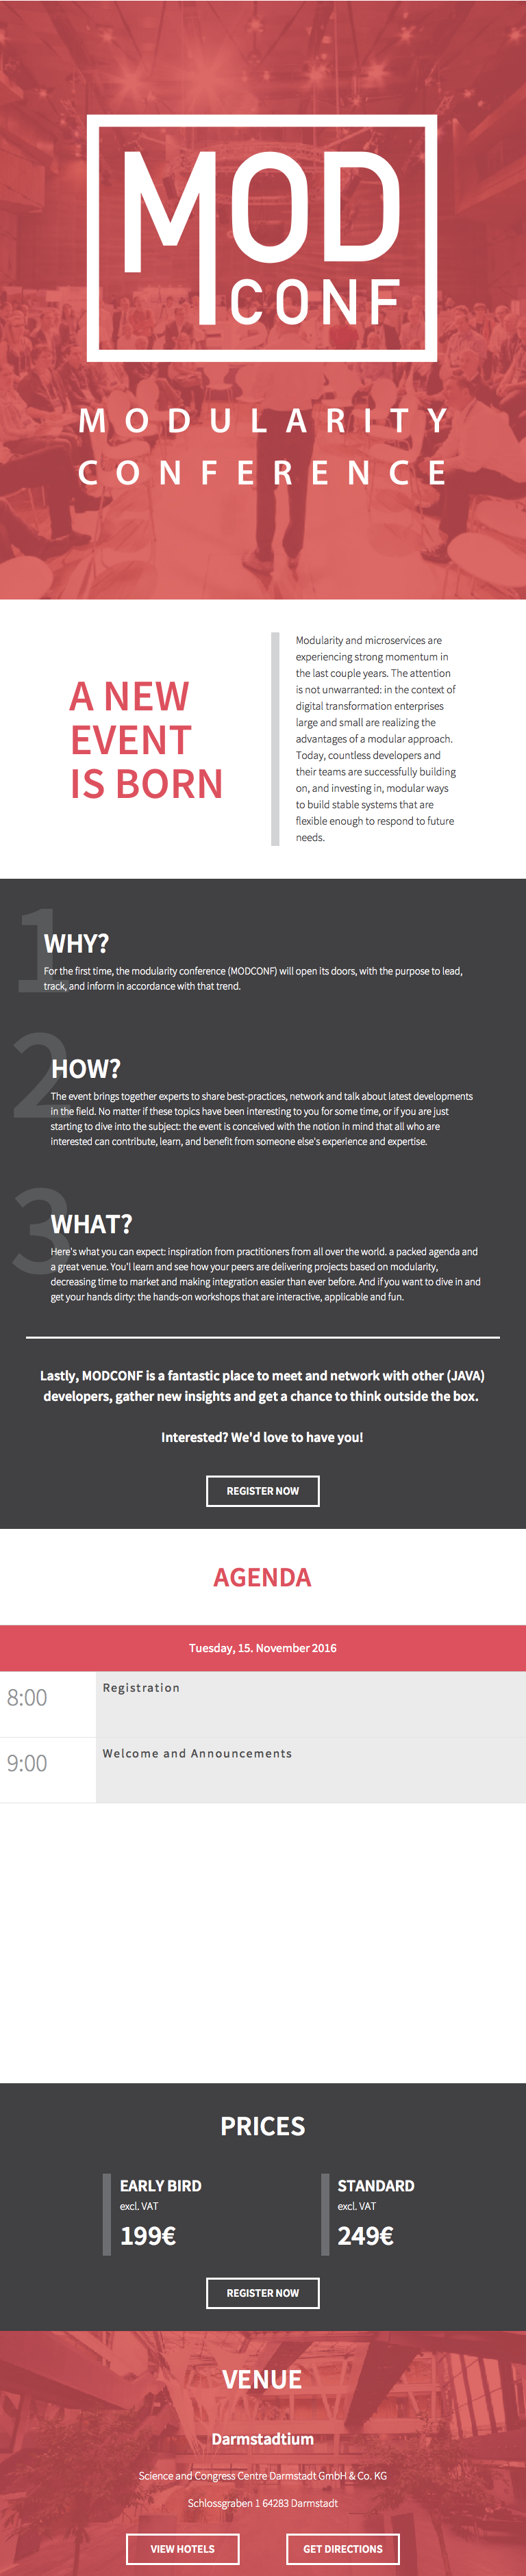 MOD
CONF
MODULARITY
CONFERENCE
A NEW
EVENT
IS BORN
Modularity and microservices are
experiencing strong momentum in
the last couple years. The attention
is not unwarranted: in the context of
digital transformation enterprises
large and small are realizing the
advantages of a modular approach.
Today, countless developers and
their teams are successfully building
on, and investing in, modular ways
to build stable systems that are
flexible enough to respond to future
needs.
1
WHY?
For the first time, the modularity conference (MODCONF) will open its doors, with the purpose to lead,
track, and inform in accordance with that trend.
2
HOW?
The event brings together experts to share best-practices, network and talk about latest developments
in the field. No matter if these topics have been interesting to you for some time, or if you are just
starting to dive into the subject: the event is conceived with the notion in mind that all who are
interested can contribute, learn, and benefit from someone else's experience and expertise.
3
WHAT?
Here's what you can expect: inspiration from practitioners from all over the world. a packed agenda and
a great venue. You'l learn and see how your peers are delivering projects based on modularity,
decreasing time to market and making integration easier than ever before. And if you want to dive in and
get your hands dirty: the hands-on workshops that are interactive, applicable and fun.
Lastly, MODCONF is a fantastic place to meet and network with other (JAVA)
developers, gather new insights and get a chance to think outside the box.
Interested? We'd love to have you!
REGISTER NOW
AGENDA
Tuesday, 15. November 2016
8:00 Registration
9:00 Welcome and Announcements
PRICES
EARLY BIRD
excl. VAT
199€
STANDARD
excl. VAT
249€
REGISTER NOW
VENUE
Darmstadtium
Science and Congress Centre Darmstadt GmbH & Co. KG
Schlossgraben 1 64283 Darmstadt
VIEW HOTELS
GET DIRECTIONS